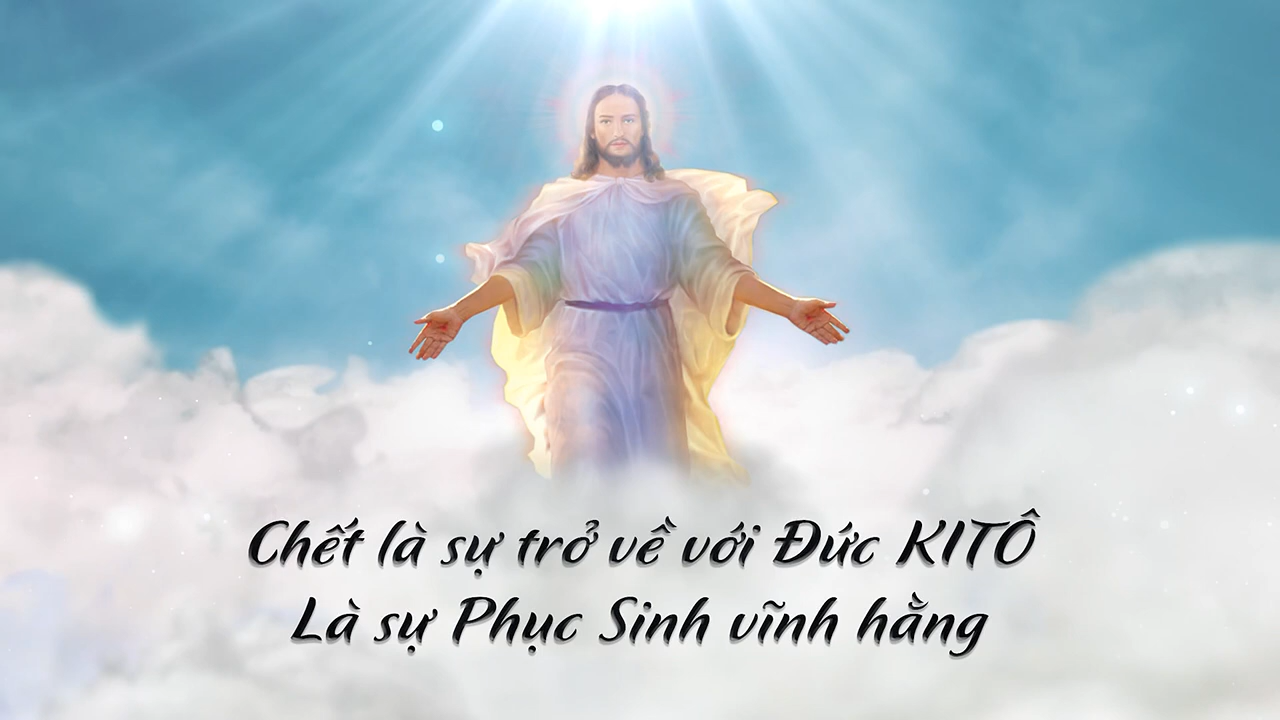 Chết là sự trở về với Đức KITÔ
Là sự Phục Sinh vĩnh hằng